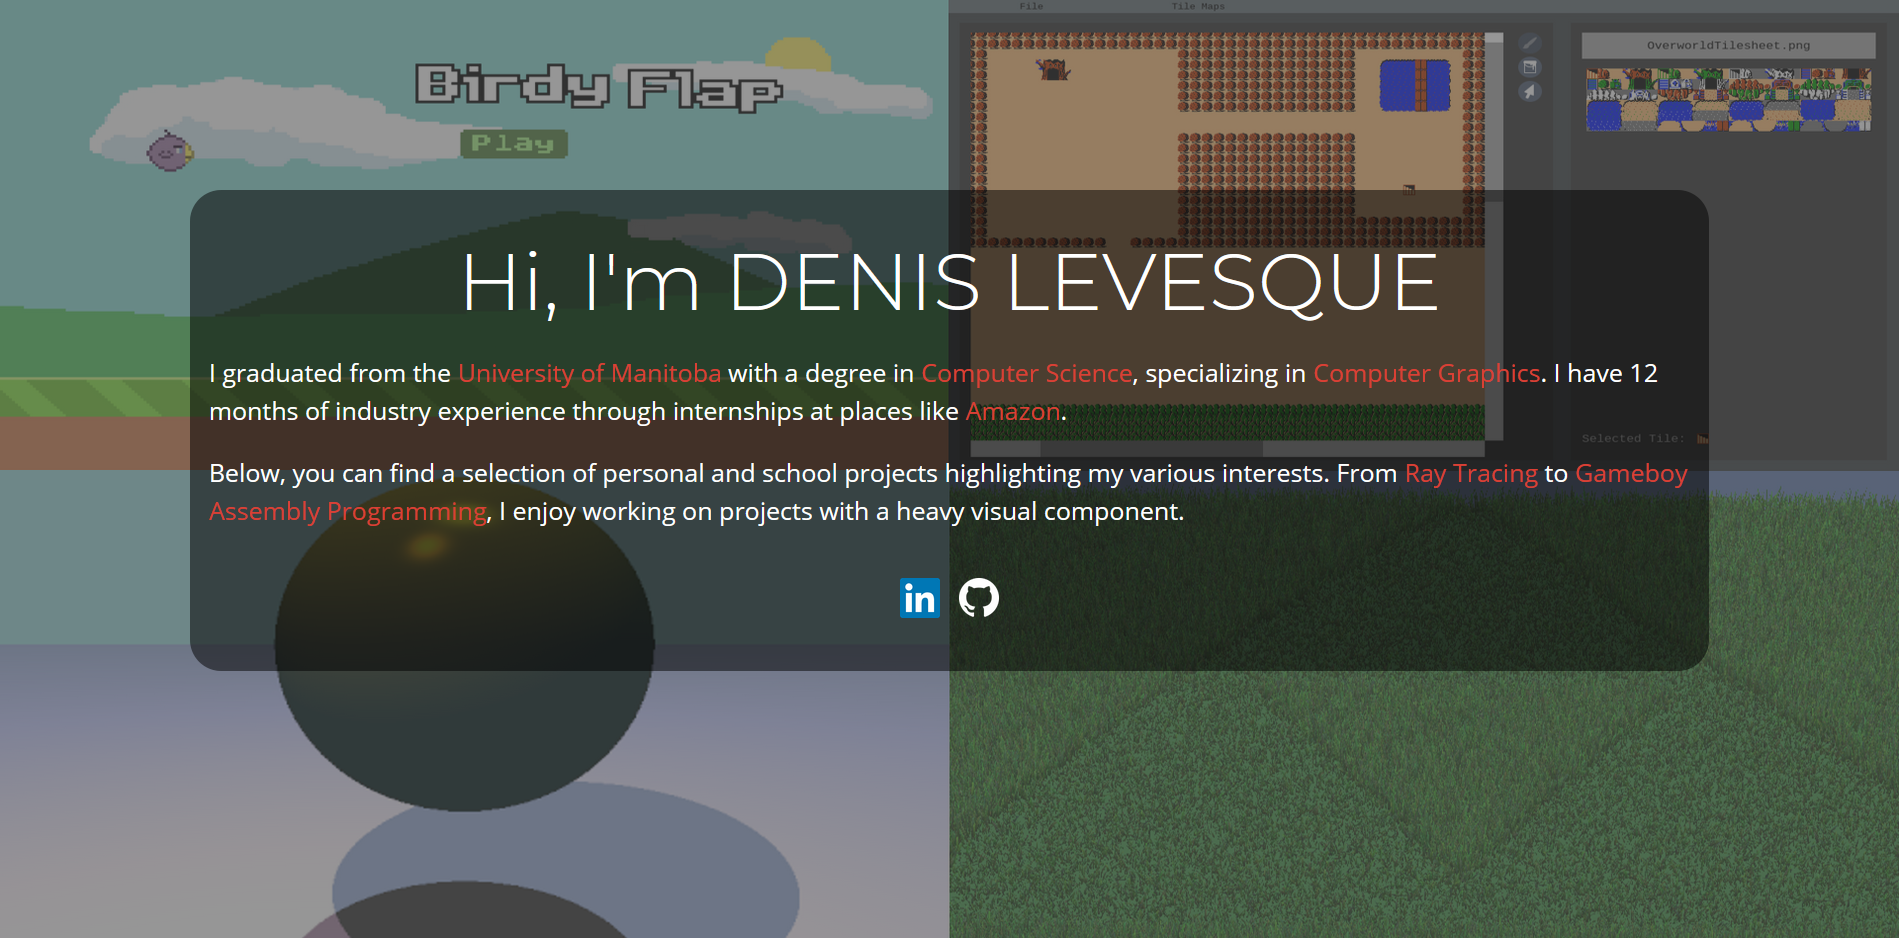 File
Tile Maps
OverworldTilesheet.png
Birdy Flap
Play
Hi, I'm DENIS LEVESQUE
I graduated from the University of Manitoba with a degree in Computer Science, specializing in Computer Graphics. I have 12
months of industry experience through internships at places like Amazon.
Selected Tile:
Below, you can find a selection of personal and school projects highlighting my various interests. From Ray Tracing to Gameboy
Assembly Programming, I enjoy working on projects with a heavy visual component.
in